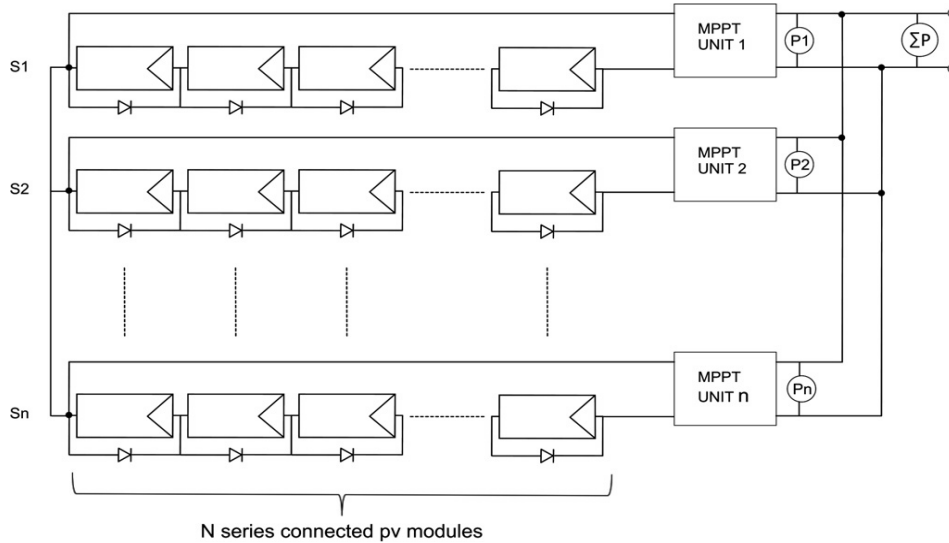 S1
MPPT
UNIT 1
P1
ΣP
S2
MPPT
UNIT 2
P2
Sn
MPPT
UNIT n
Pn
N series connected pv modules